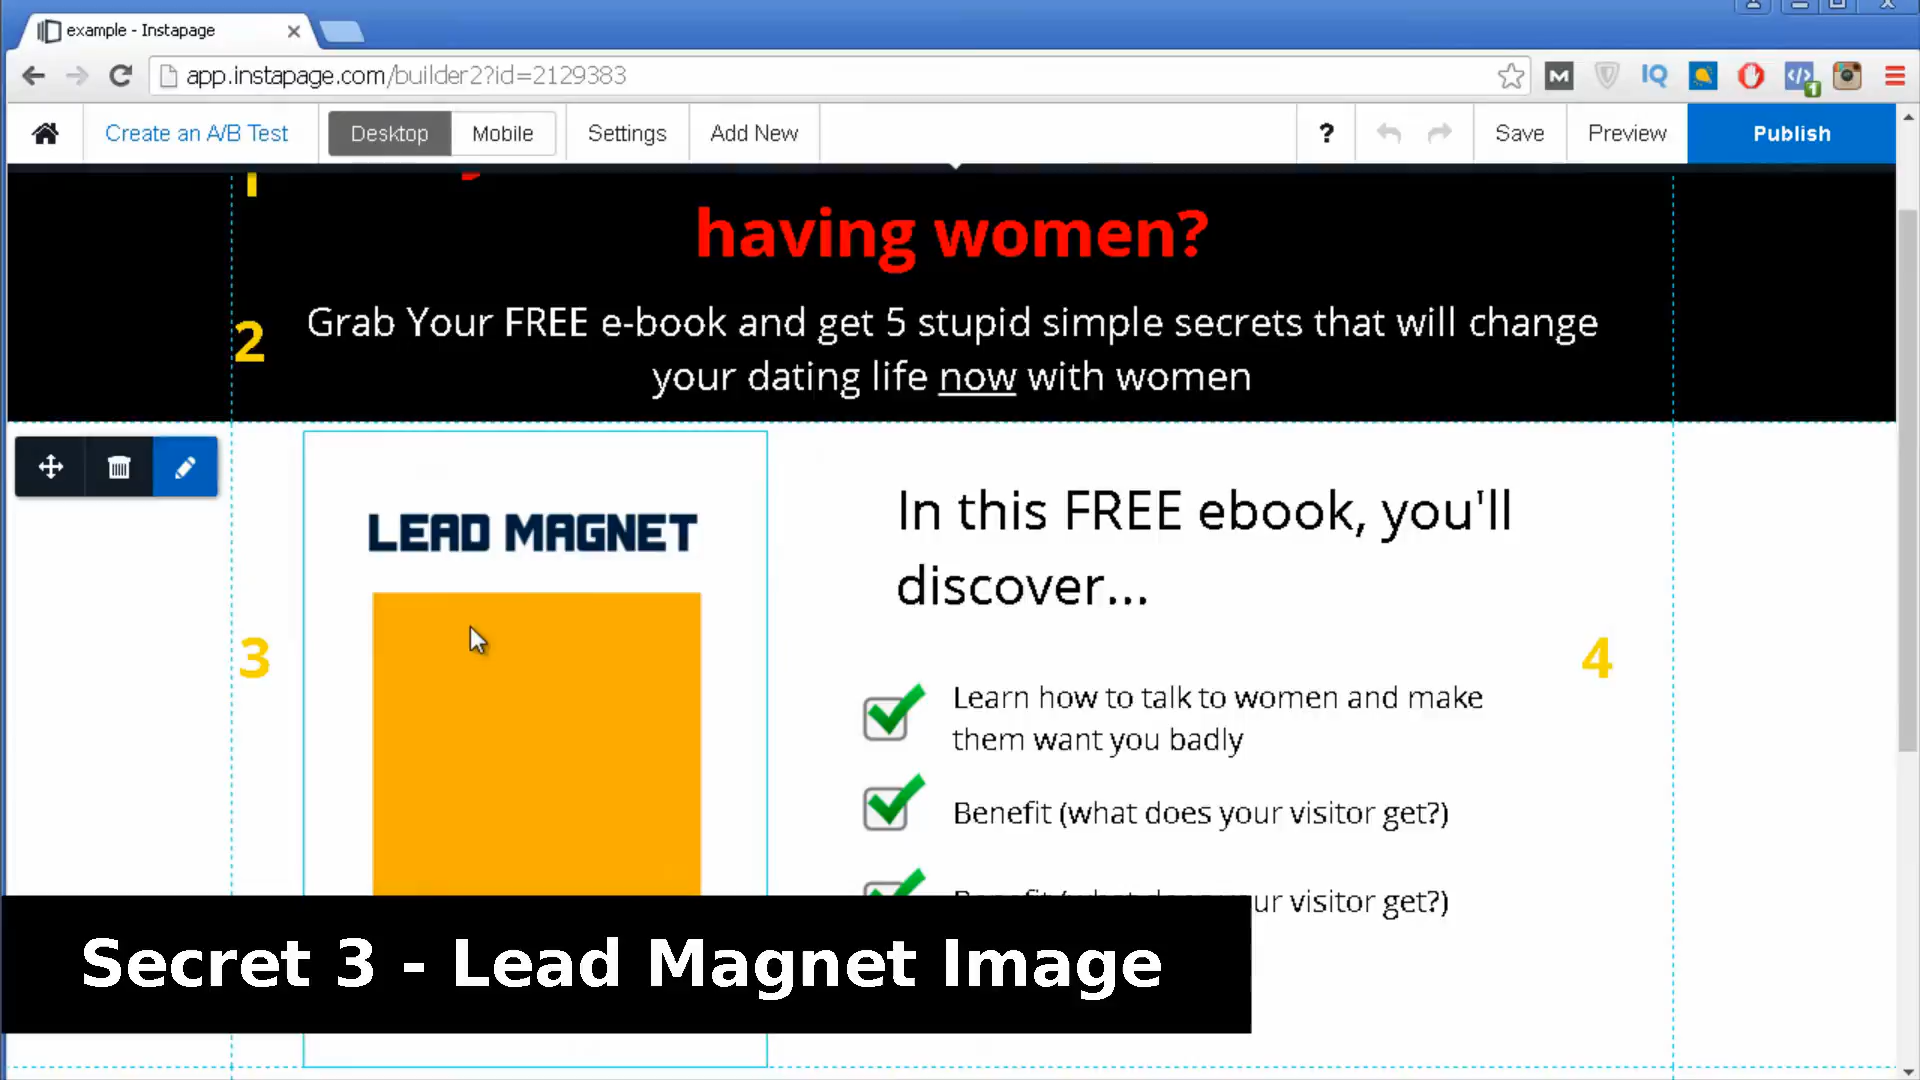 example - Instapage
app.instapage.com/builder2?id=2129383
IQ
1
Create an A/B Test
Desktop
Mobile
Settings
Add New
?
Save
Preview
Publish
1
having women?
2
Grab Your FREE e-book and get 5 stupid simple secrets that will change
your dating life now with women
LEAD MAGNET
In this FREE ebook, you'll
discover...
3
4
Learn how to talk to women and make
them want you badly
Benefit (what does your visitor get?)
ur visitor get?)
Secret 3 - Lead Magnet Image